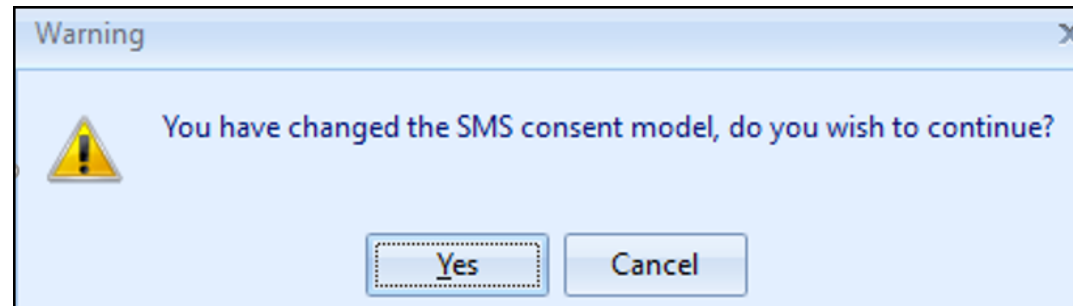 Warning
You have changed the SMS consent model, do you wish to continue?
Yes
Cancel